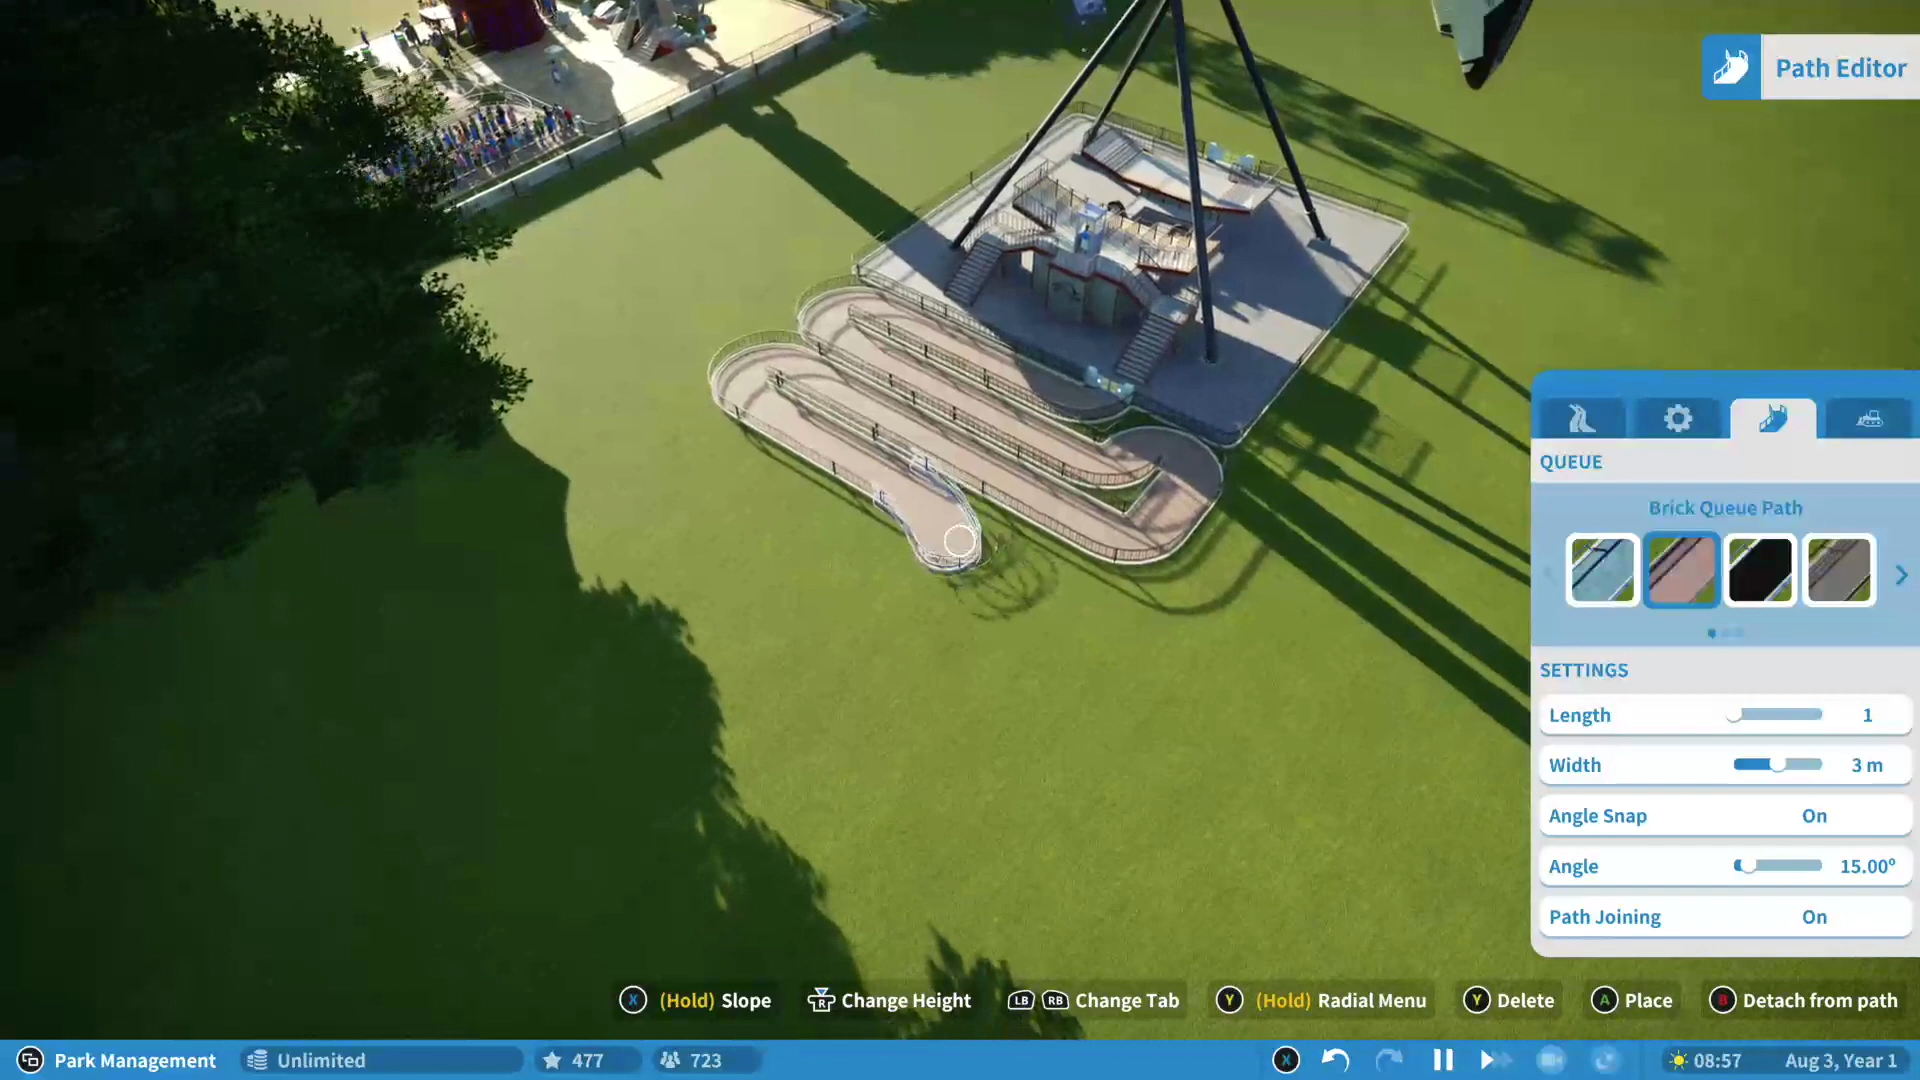 Path Editor
QUEUE
Brick Queue Path
SETTINGS
Length 1
Width 3 m
Angle Snap On
Angle 15.00º
Path Joining On
X (Hold) Slope R Change Height LB RB Change Tab Y (Hold) Radial Menu Y Delete A Place B Detach from path
Park Management Unlimited 477 723 X 08:57 Aug 3, Year 1